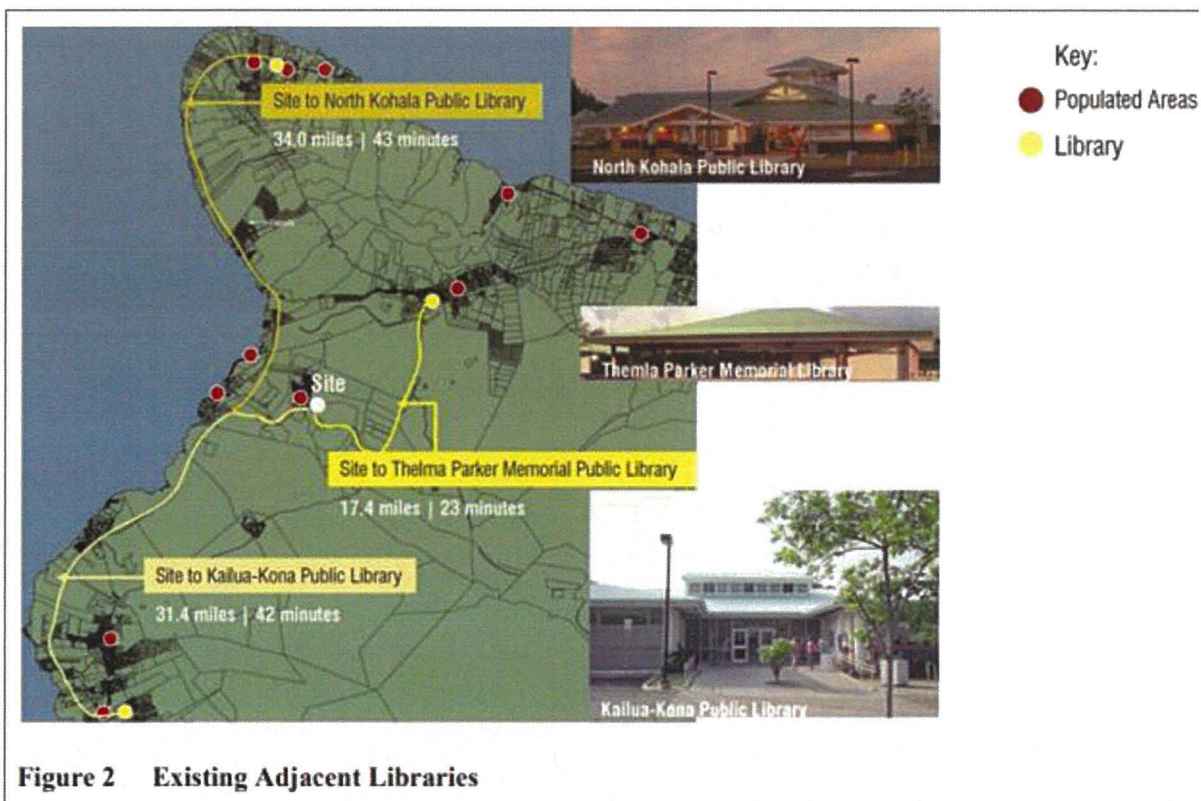 Site to North Kohala Public Library
34.0 miles | 43 minutes
Site
Site to Thelma Parker Memorial Public Library
17.4 miles | 23 minutes
Site to Kailua-Kona Public Library
31.4 miles | 42 minutes
North Kohala Public Library
Themla Parker Memorial Library
Kailua-Kona Public Library
Key:
Populated Areas
Library
Figure 2 Existing Adjacent Libraries